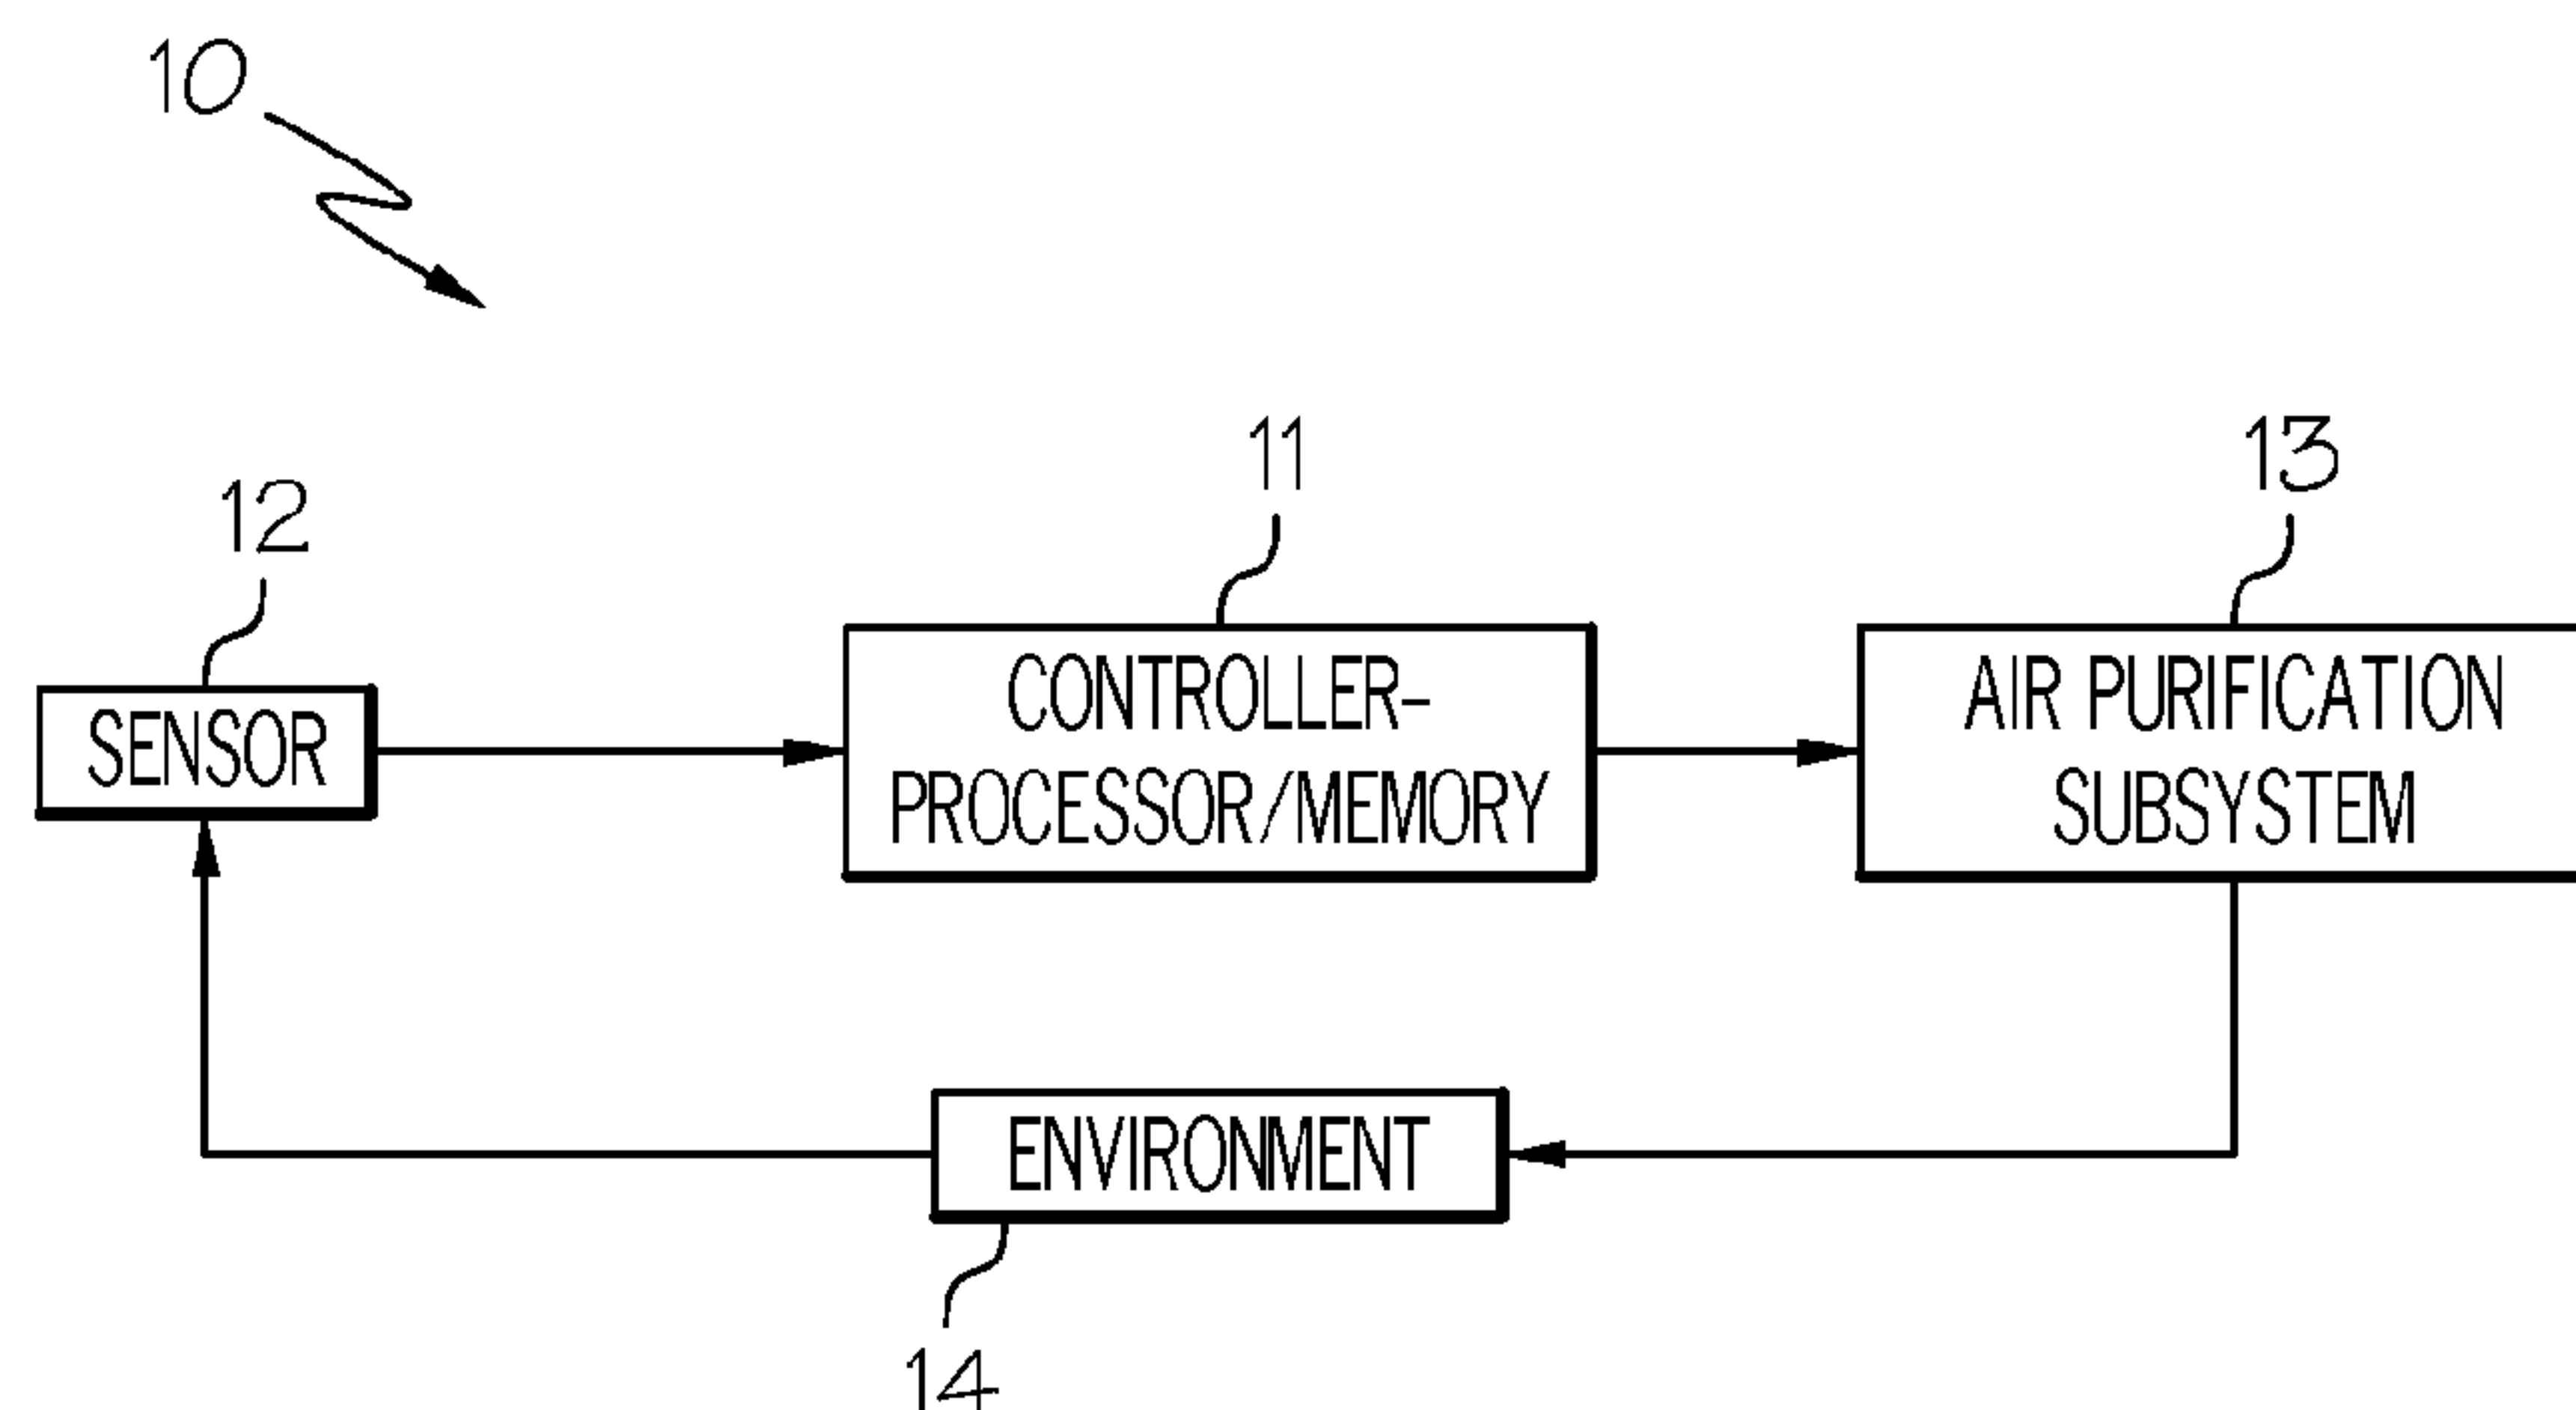 10
11
13
12
CONTROLLER-
PROCESSOR/MEMORY
AIR PURIFICATION
SUBSYSTEM
SENSOR
ENVIRONMENT
14